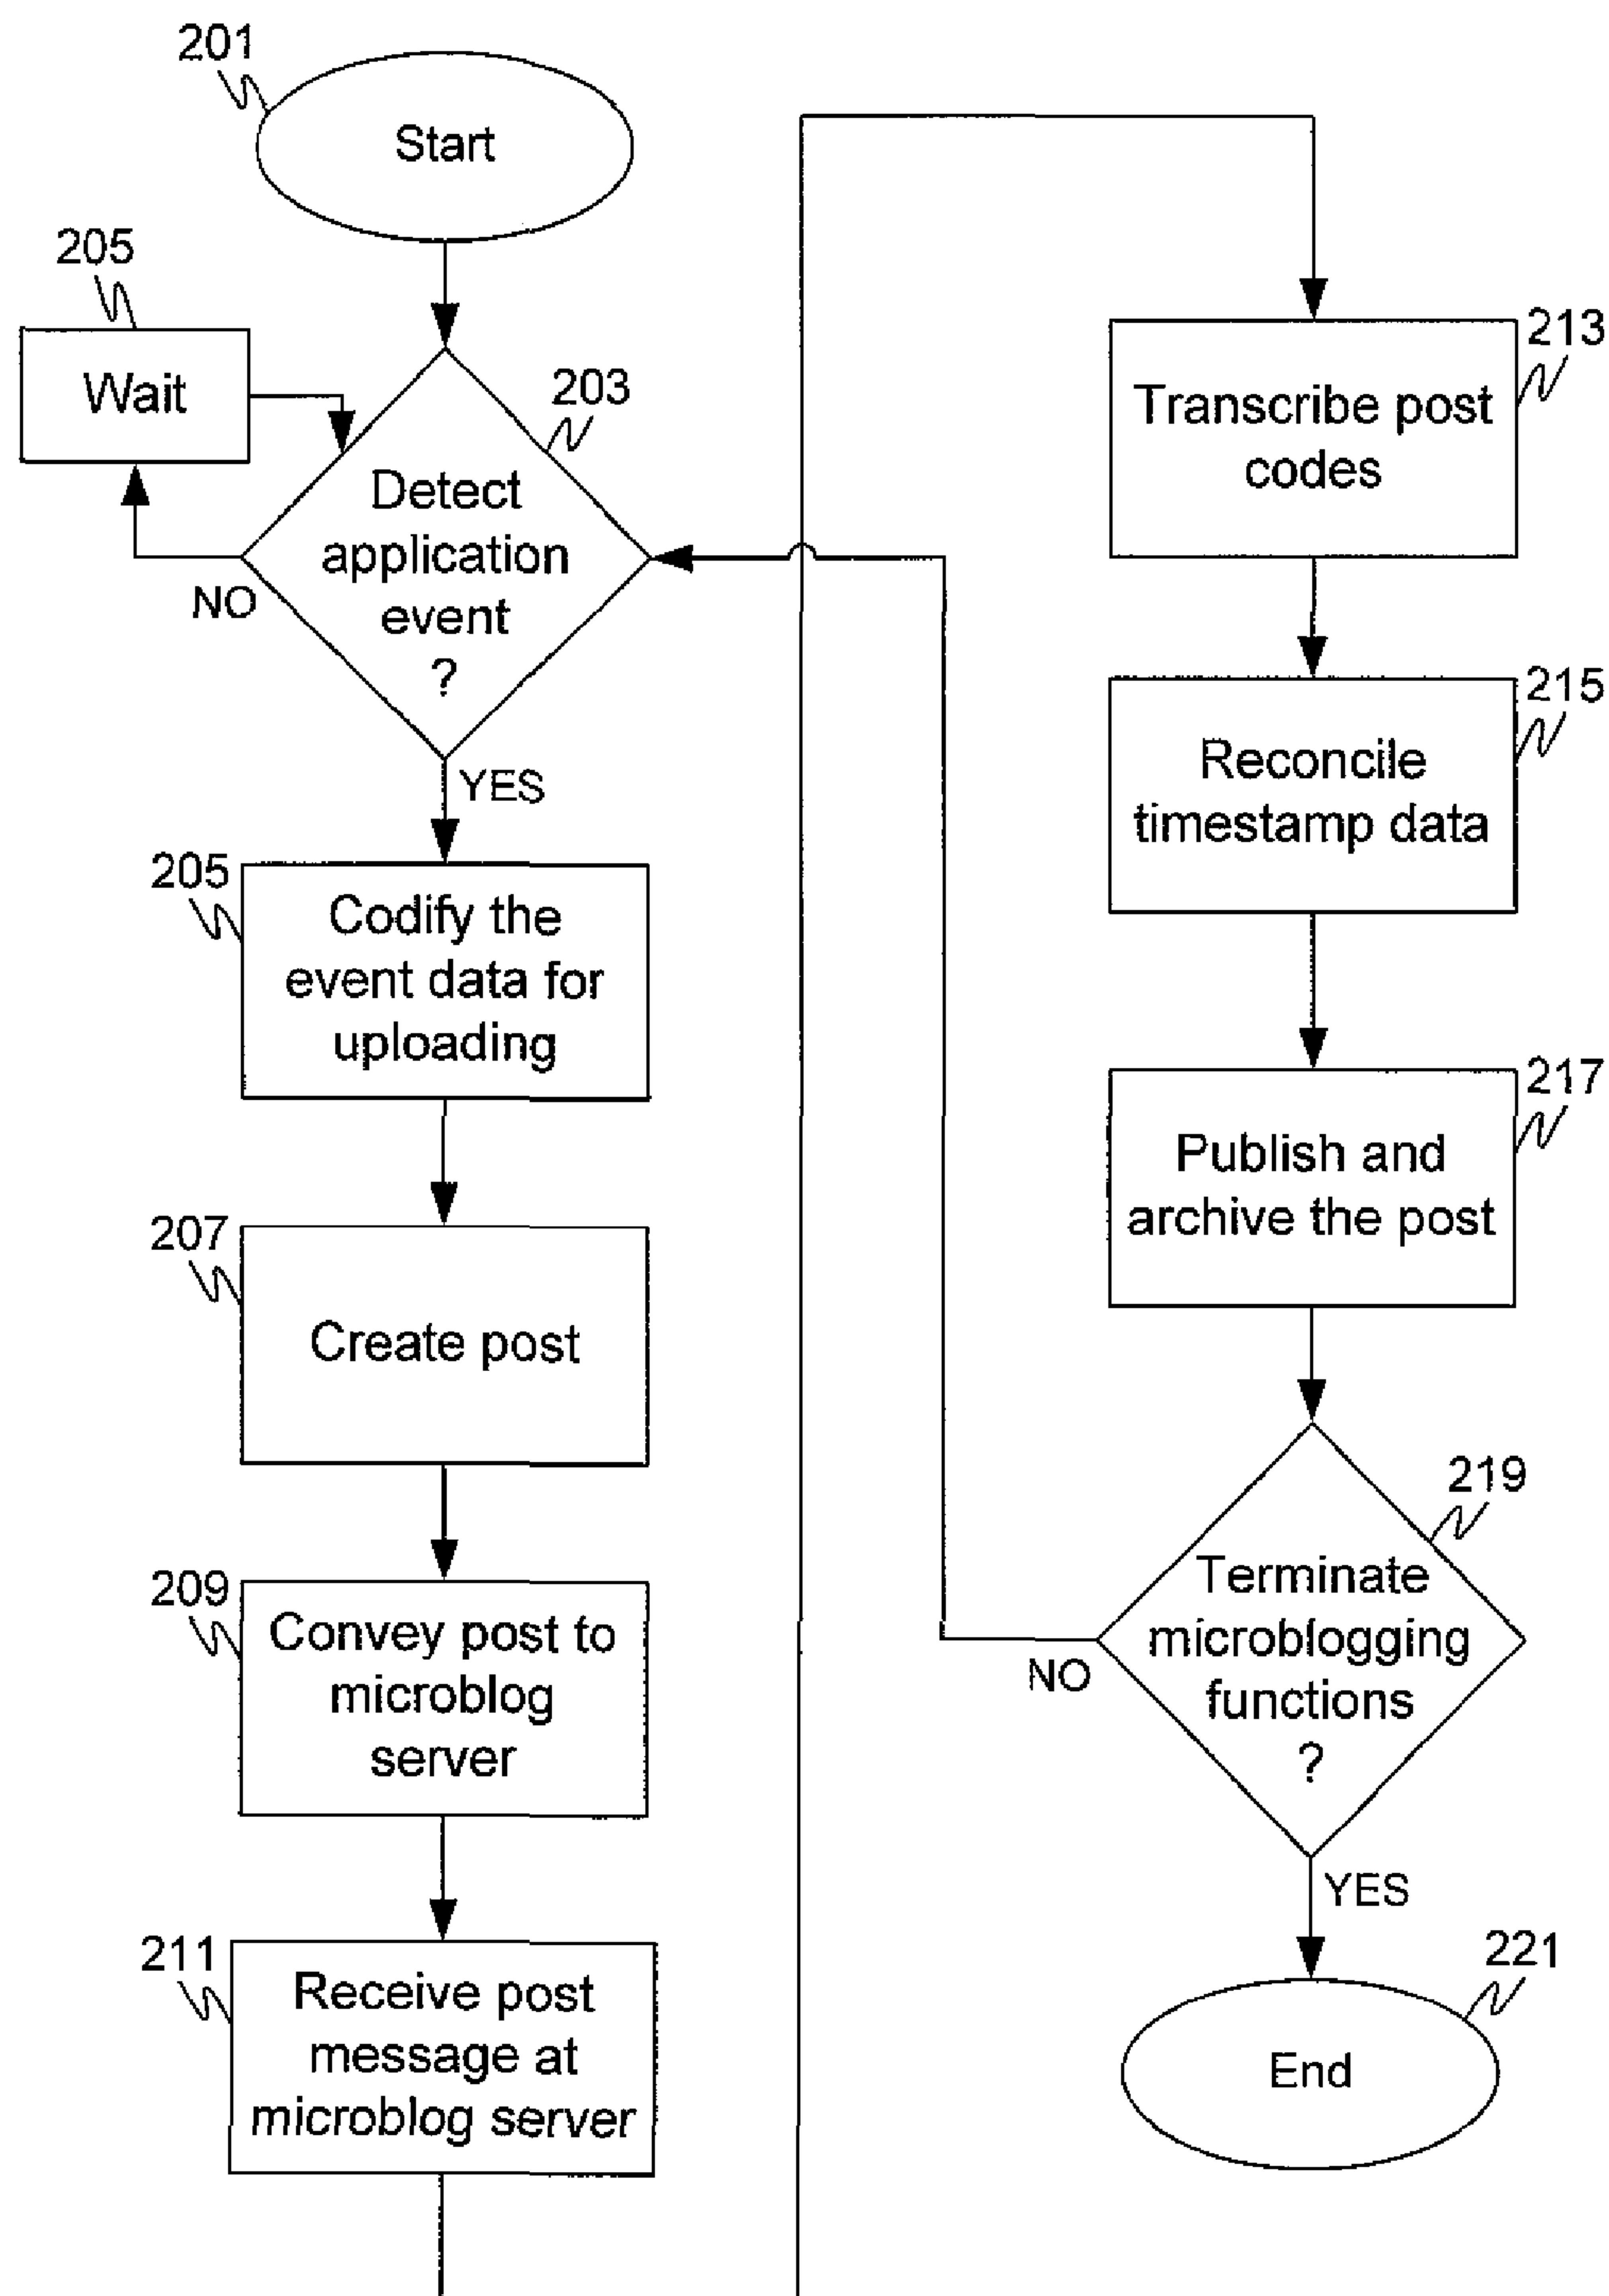 201
Start
205
Wait
203
Detect
application
event
?
NO
YES
205
Codify the
event data for
uploading
207
Create post
209
Convey post to
microblog
server
211
Receive post
message at
microblog server
213
Transcribe post
codes
215
Reconcile
timestamp data
217
Publish and
archive the post
219
Terminate
microblogging
functions
?
NO
YES
221
End